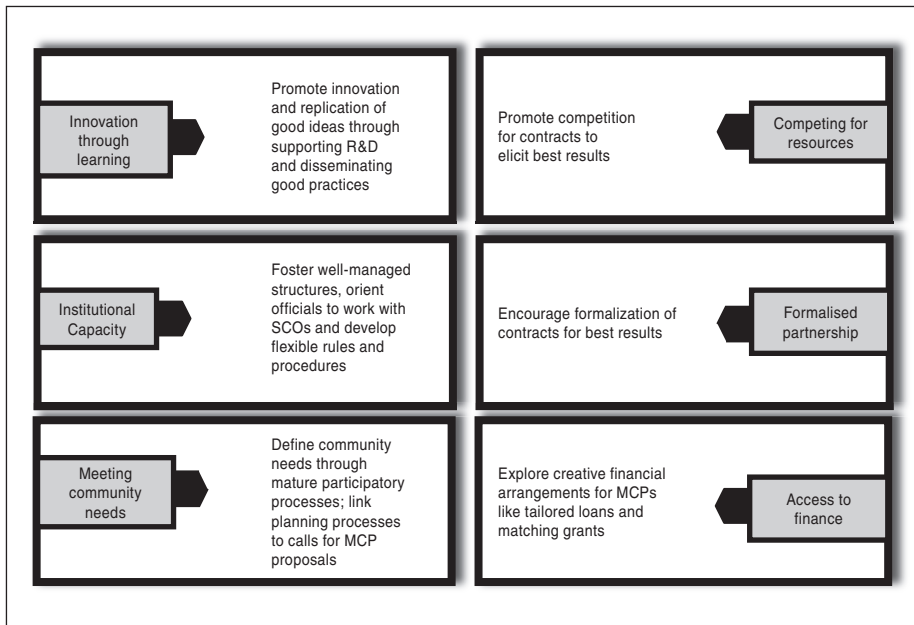 Innovation
through
learning
Promote innovation
and replication of
good ideas through
supporting R&D
and disseminating
good practices
Promote competition
for contracts to
elicit best results
Competing for
resources
Institutional
Capacity
Foster well-managed
structures, orient
officials to work with
SCOs and develop
flexible rules and
procedures
Encourage formalization of
contracts for best results
Formalised
partnership
Meeting
community
needs
Define community
needs through
mature participatory
processes; link
planning processes
to calls for MCP
proposals
Explore creative financial
arrangements for MCPs
like tailored loans and
matching grants
Access to
finance